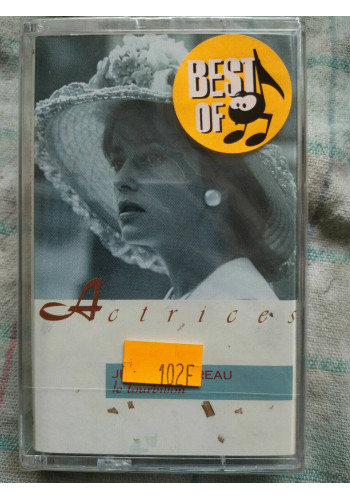 BEST
OF
Actrices
102F
le tourbillon